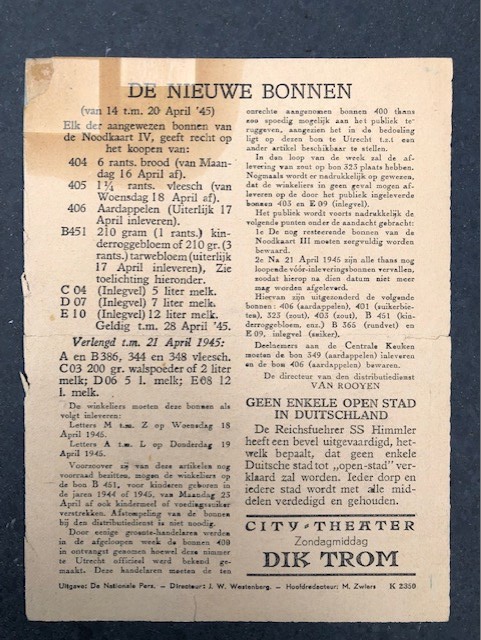 DE NIEUWE BONNEN
(van 14 t.m. 20 April '45)
Elk der aangewezen bonnen van
de Noodkaart IV, geeft recht op
het koopen van:
404 6 rants. brood (van Maan-
dag 16 April af).
405 1¼ rants. vleesch (van
Woensdag 18 April af).
406 Aardappelen (Uiterlijk 17
April inleveren).
B451 210 gram (1 rants.) kin-
derroggebloem of 210 gr. (3
rants.) tarwebloem (uiterlijk
17 April inleveren), Zie
toelichting hieronder.
C 04 (Inlegvel) 5 liter melk.
D 07 (Inlegvel) 7 liter melk.
E 10 (Inlegvel) 12 liter melk.
Geldig t.m. 28 April '45.
Verlengd t.m. 21 April 1945:
A en B386, 344 en 348 vleesch.
C03 200 gr. walspoeder of 2 liter
melk; D06 5 l. melk; E08 12
l. melk.
De winkeliers moeten deze bonnen als
volgt inleveren:
Letters M t.m. Z op Woensdag 18
April 1945.
Letters A t.m. L op Donderdag 19
April 1945.
Voorzoover zij van deze artikelen nog
voorraad bezitten, mogen de winkeliers op
de bon B 451, voor kinderen geboren in
de jaren 1944 of 1945, van Maandag 23
April af ook kindermeel of voedingssuiker
verstrekken. Afstempeling van de bonnen
bij den distributiedienst is niet noodig.
Door eenige groente-handelaren werden
in de afgeloopen week de bonnen 400
in ontvangst genomen hoewel deze nimmer
te Utrecht officieel werd bekend ge-
maakt. Deze handelaren moeten de ten
onrechte aangenomen bonnen 400 thans
zoo spoedig mogelijk aan het publiek te-
ruggeven, aangezien het in de bedoeling
ligt op dezen bon te Utrecht t.z.t een
ander artikel beschikbaar te stellen.
In den loop van de week zal de af-
levering van zout op bon 323 plaats hebben.
Nogmaals wordt er nadrukkelijk op gewezen,
dat de winkeliers in geen geval mogen af-
leveren op de door het publiek ingeleverde
bonnen 403 en E 09 (inlegvel).
Het publiek wordt voorts nadrukkelijk de
volgende punten onder de aandacht gebracht:
1e De nog resteerende bonnen van de
Noodkaart III moeten zorgvuldig worden
bewaard.
2e Na 21 April 1945 zijn alle thans nog
loopende vóór-inleveringsbonnen vervallen,
zoodat hierop na dien datum niet meer
mag worden afgeleverd.
Hiervan zijn uitgezonderd de volgende
bonnen: 406 (aardappelen), 401 (suikerbie-
ten), 323 (zout), 403 (zout), B 451 (kin-
derroggebloem, enz.) B 365 (rundvet) en
E 09, inlegvel (suiker).
Deelnemers aan de Centrale Keuken
moeten de bon 349 (aardappelen) inleveren
en de bon 406 (aardappelen) bewaren.
De directeur van den distributiedienst
VAN ROOYEN
GEEN ENKELE OPEN STAD
IN DUITSCHLAND
De Reichsfuehrer SS Himmler
heeft een bevel uitgevaardigd, het-
welk bepaalt, dat geen enkele
Duitsche stad tot „open-stad" ver-
klaard zal worden. Ieder dorp en
iedere stad wordt met alle mid-
delen verdedigd en gehouden.
CITY-THEATER
Zondagmiddag
DIK TROM
Uitgave: De Nationale Pers. – Directeur: J. W. Westenberg. – Hoofdredacteur: M. Zwiers K 2350